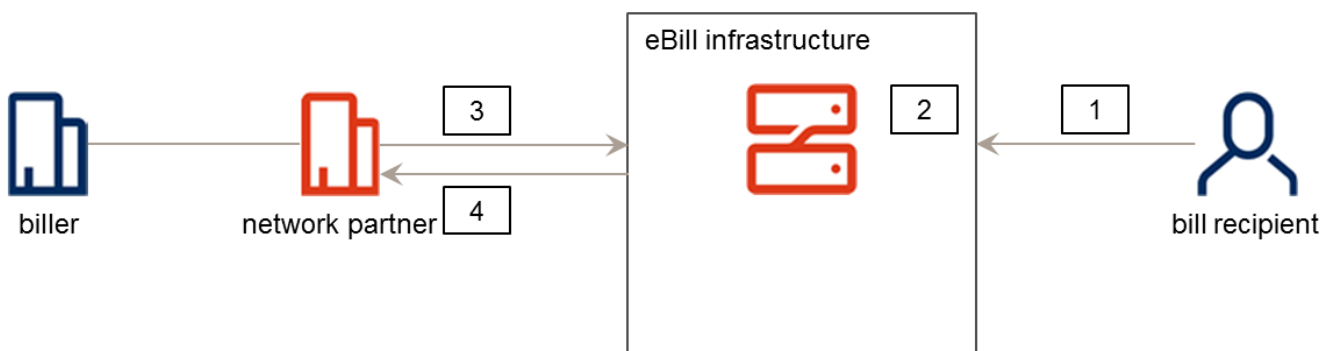 eBill infrastructure
3
2
1
biller
network partner
4
bill recipient